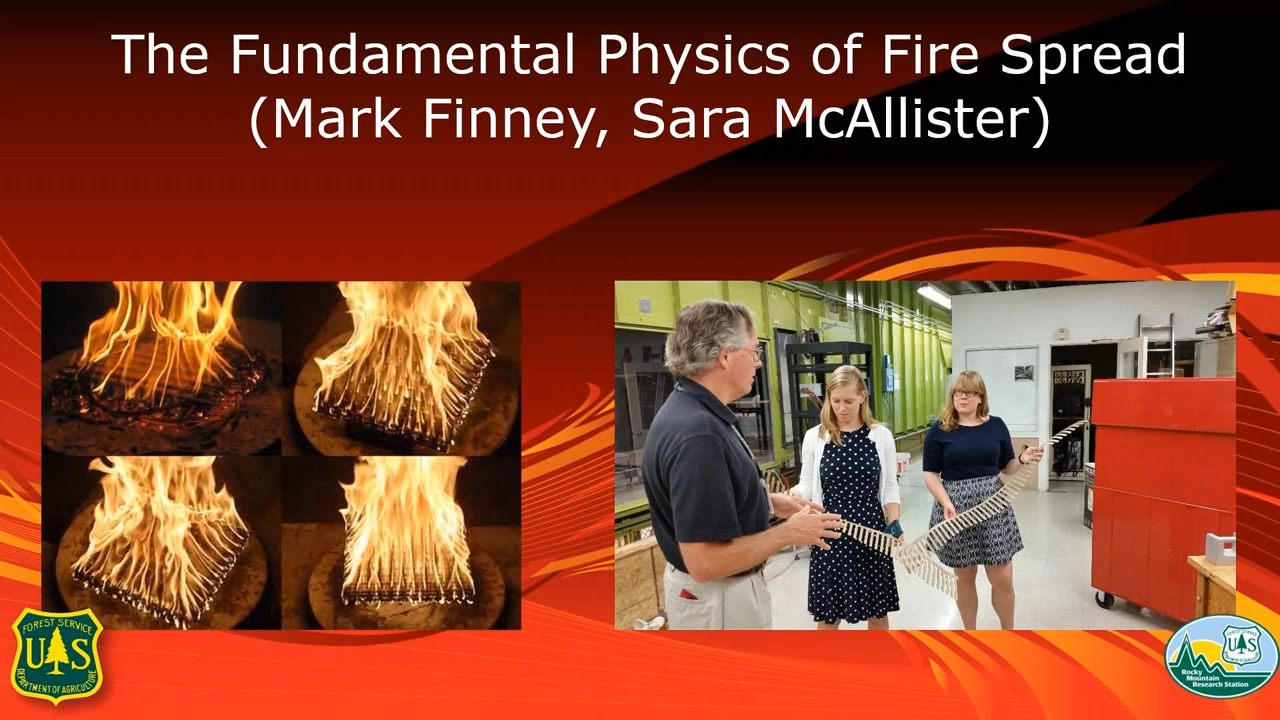 The Fundamental Physics of Fire Spread
(Mark Finney, Sara McAllister)
FOREST SERVICE
U S
DEPARTMENT OF AGRICULTURE
U S
Rocky
Mountain
Research Station